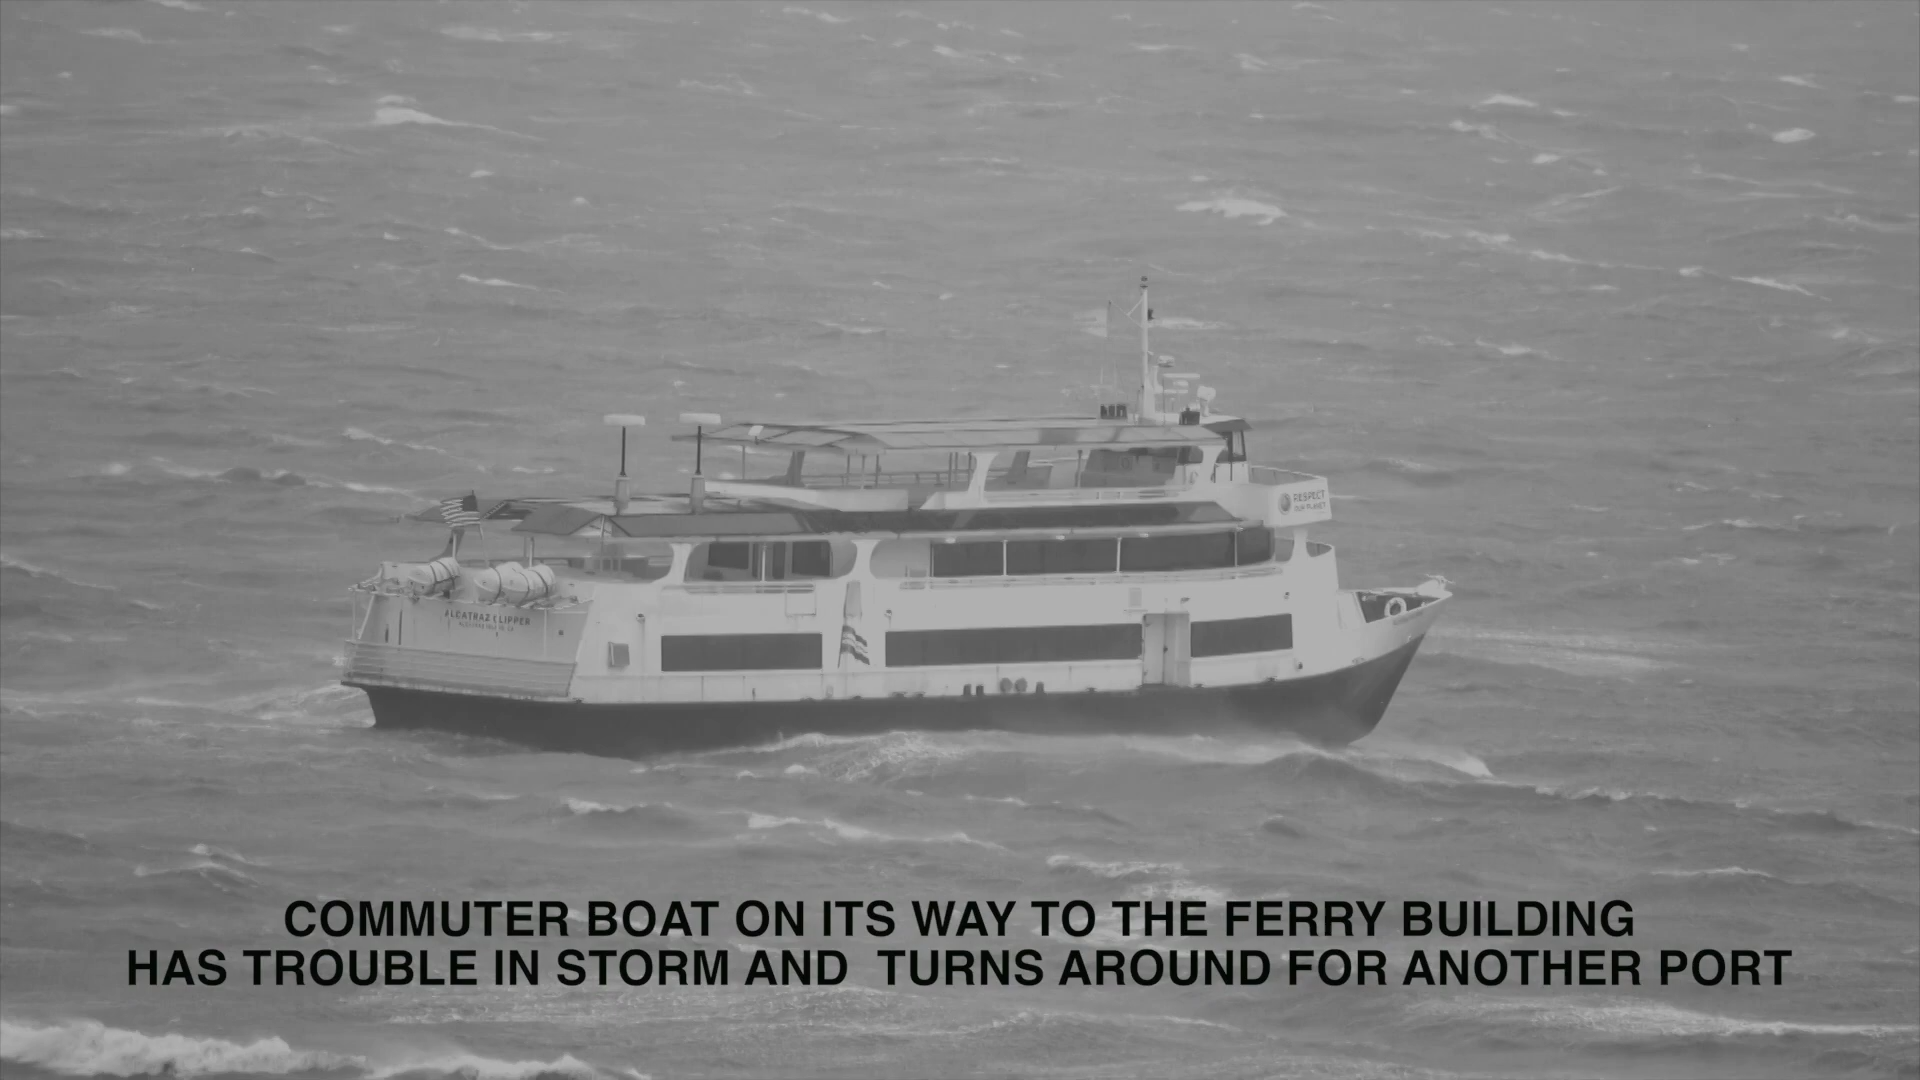 RESPECT
OUR PLANET
ALCATRAZ CLIPPER
COMMUTER BOAT ON ITS WAY TO THE FERRY BUILDING
HAS TROUBLE IN STORM AND  TURNS AROUND FOR ANOTHER PORT